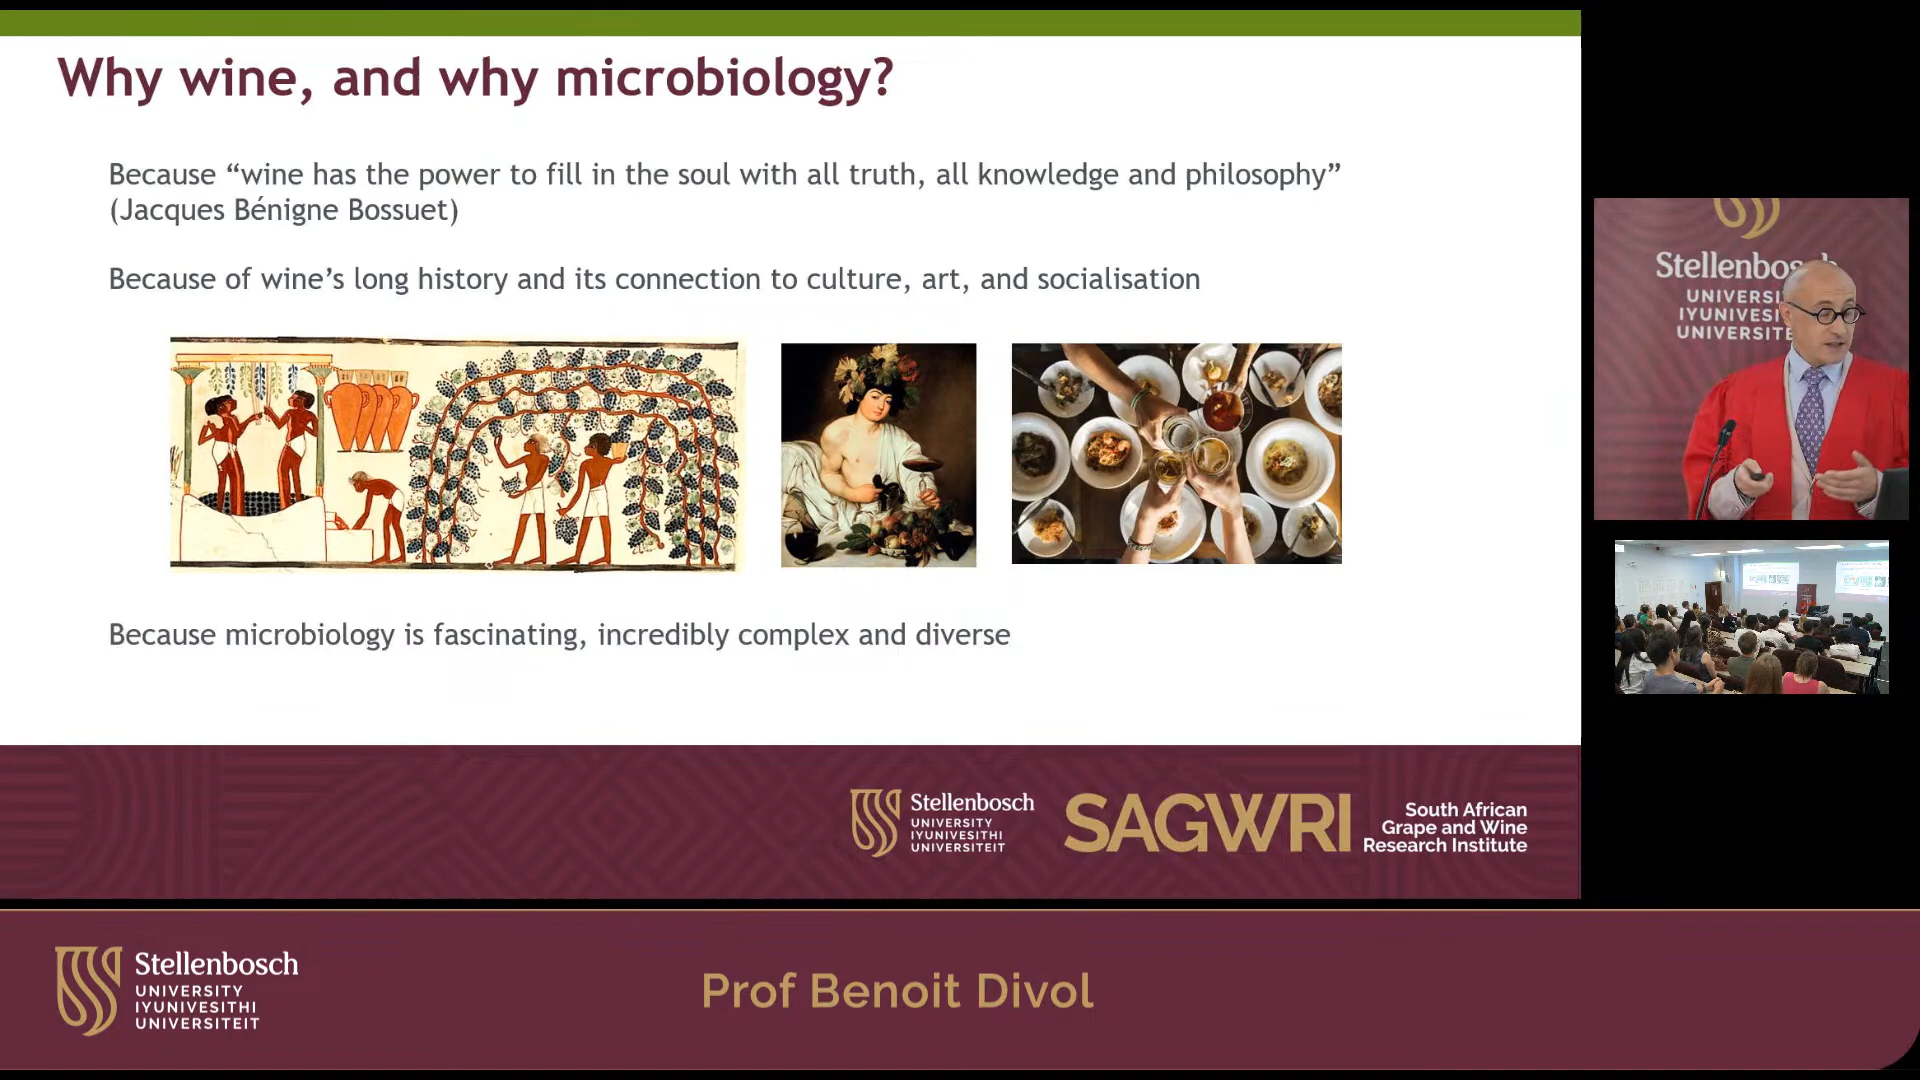 Why wine, and why microbiology?
Because “wine has the power to fill in the soul with all truth, all knowledge and philosophy”
(Jacques Bénigne Bossuet)
Because of wine’s long history and its connection to culture, art, and socialisation
Because microbiology is fascinating, incredibly complex and diverse
Stellenbosch
UNIVERSITY
IYUNIVESITHI
UNIVERSITEIT
SAGWRI
South African
Grape and Wine
Research Institute
Stellenbosch
UNIVERSITY
IYUNIVESITHI
UNIVERSITEIT
Prof Benoit Divol